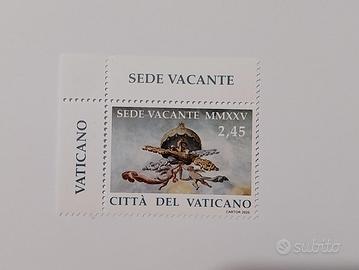 SEDE VACANTE
VATICANO
SEDE VACANTE MMXXV
2,45
CITTÀ DEL VATICANO
CARTOR 2025
subito